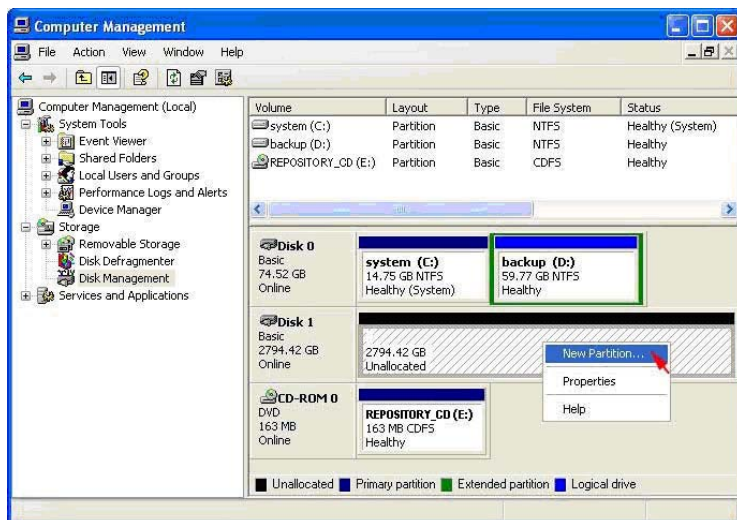 Computer Management
File Action View Window Help
Computer Management (Local)
System Tools
Event Viewer
Shared Folders
Local Users and Groups
Performance Logs and Alerts
Device Manager
Storage
Removable Storage
Disk Defragmenter
Disk Management
Services and Applications
Volume Layout Type File System Status
system (C:) Partition Basic NTFS Healthy (System)
backup (D:) Partition Basic NTFS Healthy
REPOSITORY_CD (E:) Partition Basic CDFS Healthy
Disk 0
Basic
74.52 GB
Online
system (C:)
14.75 GB NTFS
Healthy (System)
backup (D:)
59.77 GB NTFS
Healthy
Disk 1
Basic
2794.42 GB
Online
2794.42 GB
Unallocated
New Partition...
Properties
Help
CD-ROM 0
DVD
163 MB
Online
REPOSITORY_CD (E:)
163 MB CDFS
Healthy
Unallocated Primary partition Extended partition Logical drive